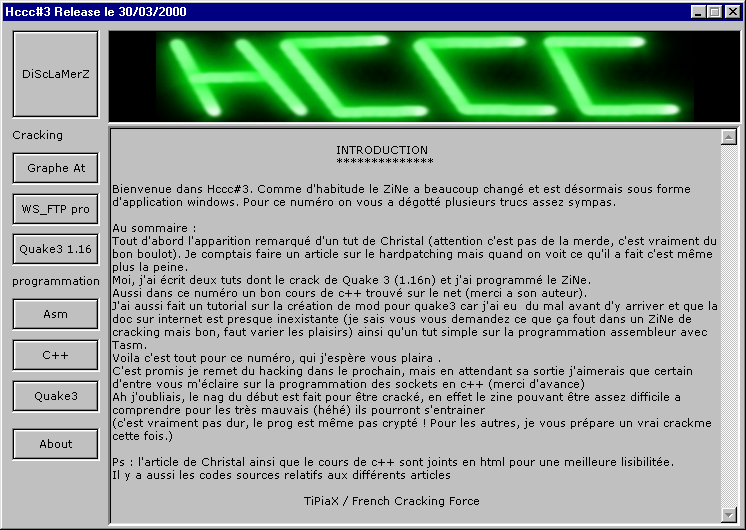 Hccc#3 Release le 30/03/2000
DiScLaMerZ
HCCC
Cracking
Graphe At
WS_FTP pro
Quake3 1.16
programmation
Asm
C++
Quake3
About
INTRODUCTION
**************
Bienvenue dans Hccc#3. Comme d'habitude le ZiNe a beaucoup changé et est désormais sous forme
d'application windows. Pour ce numéro on vous a dégotté plusieurs trucs assez sympas.
Au sommaire :
Tout d'abord l'apparition remarqué d'un tut de Christal (attention c'est pas de la merde, c'est vraiment du
bon boulot). Je comptais faire un article sur le hardpatching mais quand on voit ce qu'il a fait c'est même
plus la peine.
Moi, j'ai écrit deux tuts dont le crack de Quake 3 (1.16n) et j'ai programmé le ZiNe.
Aussi dans ce numéro un bon cours de c++ trouvé sur le net (merci a son auteur).
J'ai aussi fait un tutorial sur la création de mod pour quake3 car j'ai eu  du mal avant d'y arriver et que la
doc sur internet est presque inexistante (je sais vous vous demandez ce que ça fout dans un ZiNe de
cracking mais bon, faut varier les plaisirs) ainsi qu'un tut simple sur la programmation assembleur avec
Tasm.
Voila c'est tout pour ce numéro, qui j'espère vous plaira .
C'est promis je remet du hacking dans le prochain, mais en attendant sa sortie j'aimerais que certain
d'entre vous m'éclaire sur la programmation des sockets en c++ (merci d'avance)
Ah j'oubliais, le nag du début est fait pour être cracké, en effet le zine pouvant être assez difficile a
comprendre pour les très mauvais (héhé) ils pourront s'entrainer
(c'est vraiment pas dur, le prog est même pas crypté ! Pour les autres, je vous prépare un vrai crackme
cette fois.)
Ps : l'article de Christal ainsi que le cours de c++ sont joints en html pour une meilleure lisibilitée.
Il y a aussi les codes sources relatifs aux différents articles
TiPiaX / French Cracking Force